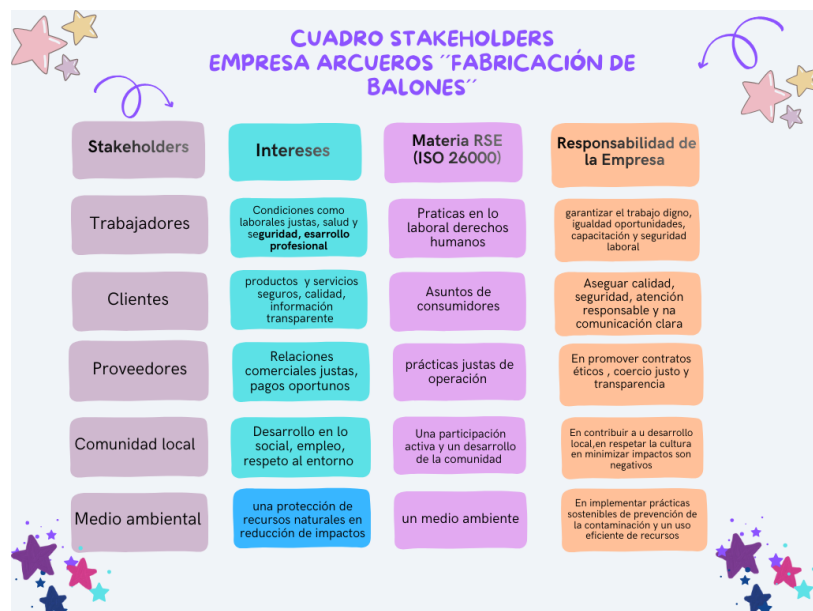 CUADRO STAKEHOLDERS
EMPRESA ARCUEROS ´´FABRICACIÓN DE
BALONES´´
Stakeholders
Intereses
Materia RSE
(ISO 26000)
Responsabilidad de
la Empresa
Trabajadores
Condiciones como
laborales justas, salud y
seguridad, esarrollo
profesional
Praticas en lo
laboral derechos
humanos
garantizar el trabajo digno,
igualdad oportunidades,
capacitación y seguridad
laboral
Clientes
productos y servicios
seguros, calidad,
información
transparente
Asuntos de
consumidores
Aseguar calidad,
seguridad, atención
responsable y na
comunicación clara
Proveedores
Relaciones
comerciales justas,
pagos oportunos
prácticas justas de
operación
En promover contratos
éticos , coercio justo y
transparencia
Comunidad local
Desarrollo en lo
social, empleo,
respeto al entorno
Una participación
activa y un desarrollo
de la comunidad
En contribuir a u desarrollo
local,en respetar la cultura
en minimizar impactos son
negativos
Medio ambiental
una protección de
recursos naturales en
reducción de impactos
un medio ambiente
En implementar prácticas
sostenibles de prevención de
la contaminación y un uso
eficiente de recursos